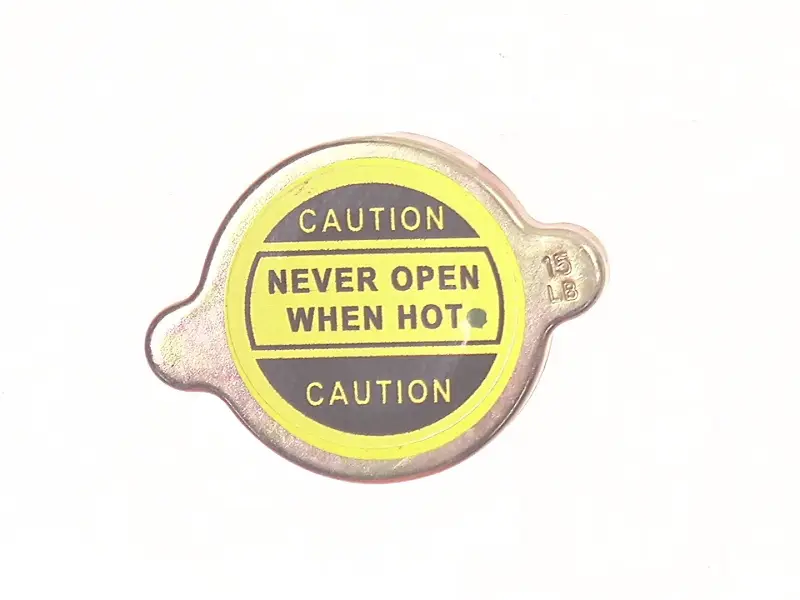 CAUTION
NEVER OPEN
WHEN HOT
CAUTION
15
LB